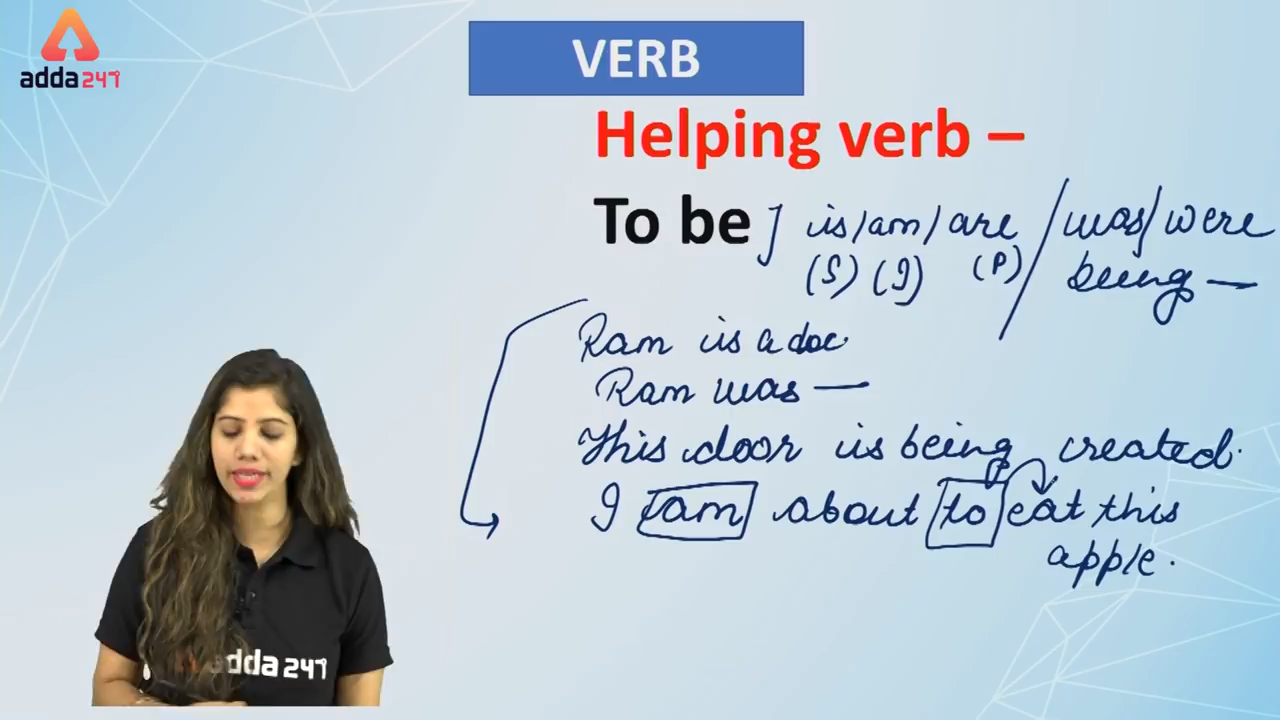 adda247
VERB
Helping verb –
To be ] is/am/are /was/were
(S) (I) (P) being —
Ram is a doc
Ram was —
This door is being created.
I am about to eat this
apple.
adda247